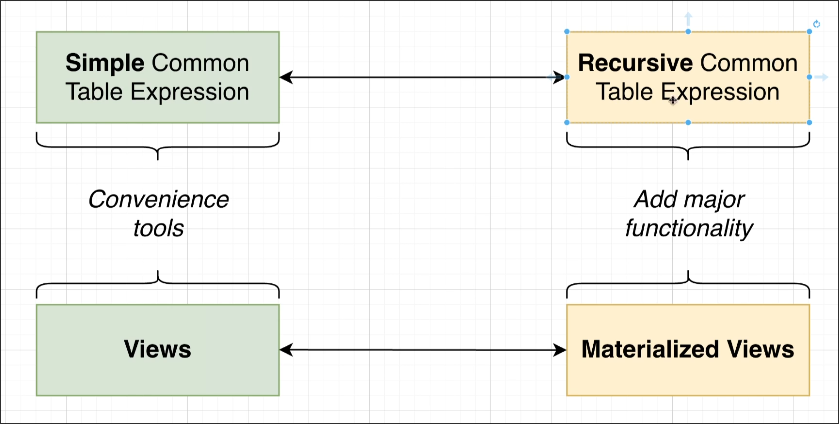 Simple Common
Table Expression
Recursive Common
Table Expression
Convenience
tools
Add major
functionality
Views
Materialized Views